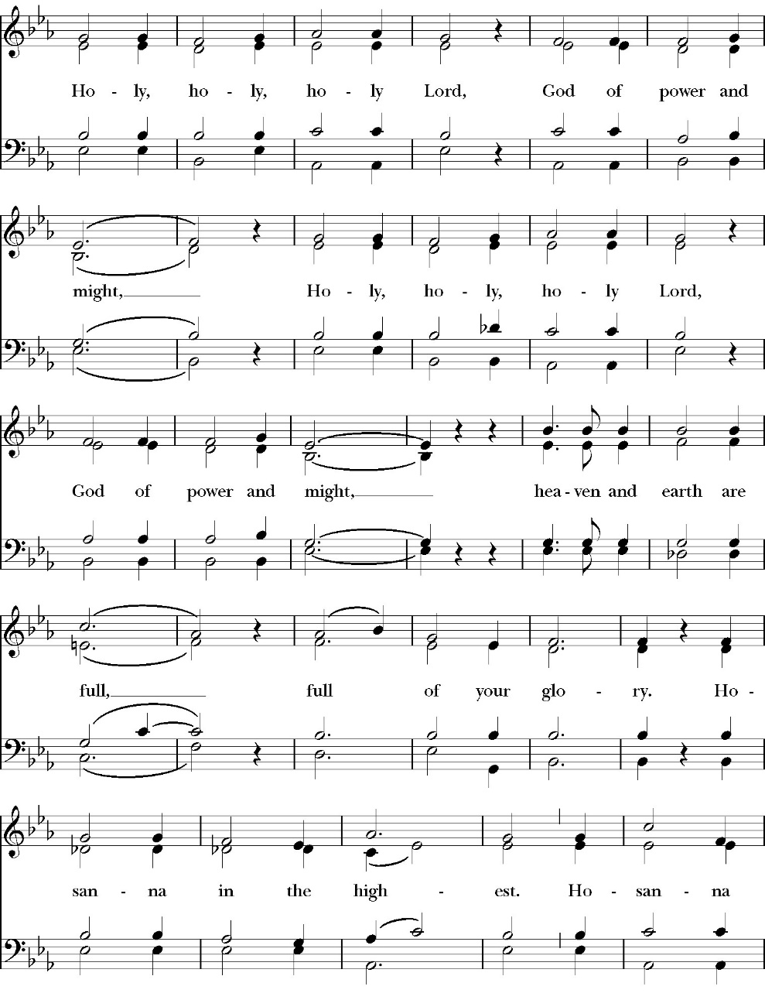 Ho - ly, ho - ly, ho - ly Lord, God of power and
might, Ho - ly, ho - ly, ho - ly Lord,
God of power and might, hea - ven and earth are
full, full of your glo - ry. Ho -
san - na in the high - est. Ho - san - na